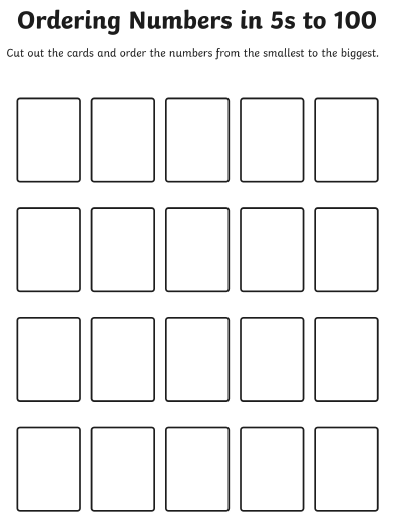 Ordering Numbers in 5s to 100
Cut out the cards and order the numbers from the smallest to the biggest.